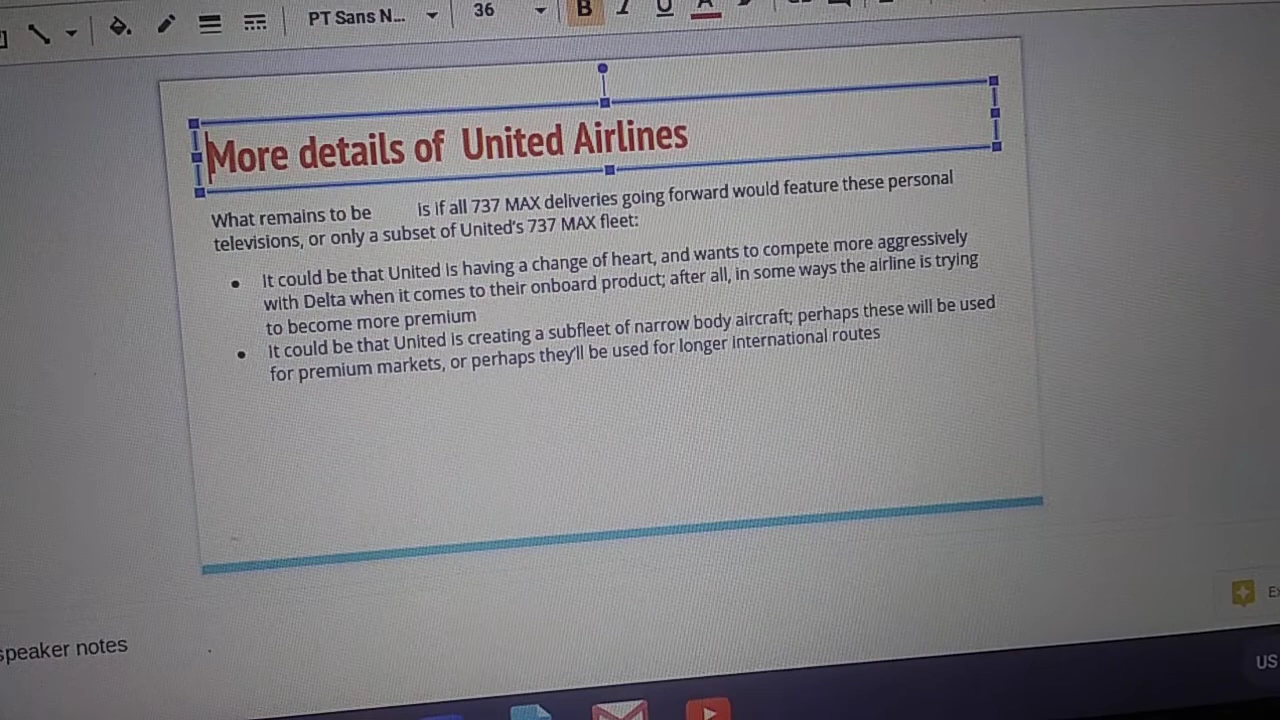 PT Sans N...
36
B I U A
More details of United Airlines
What remains to be is if all 737 MAX deliveries going forward would feature these personal
televisions, or only a subset of United's 737 MAX fleet:
● It could be that United is having a change of heart, and wants to compete more aggressively
with Delta when it comes to their onboard product; after all, in some ways the airline is trying
to become more premium
● It could be that United is creating a subfleet of narrow body aircraft; perhaps these will be used
for premium markets, or perhaps they'll be used for longer international routes
speaker notes
US